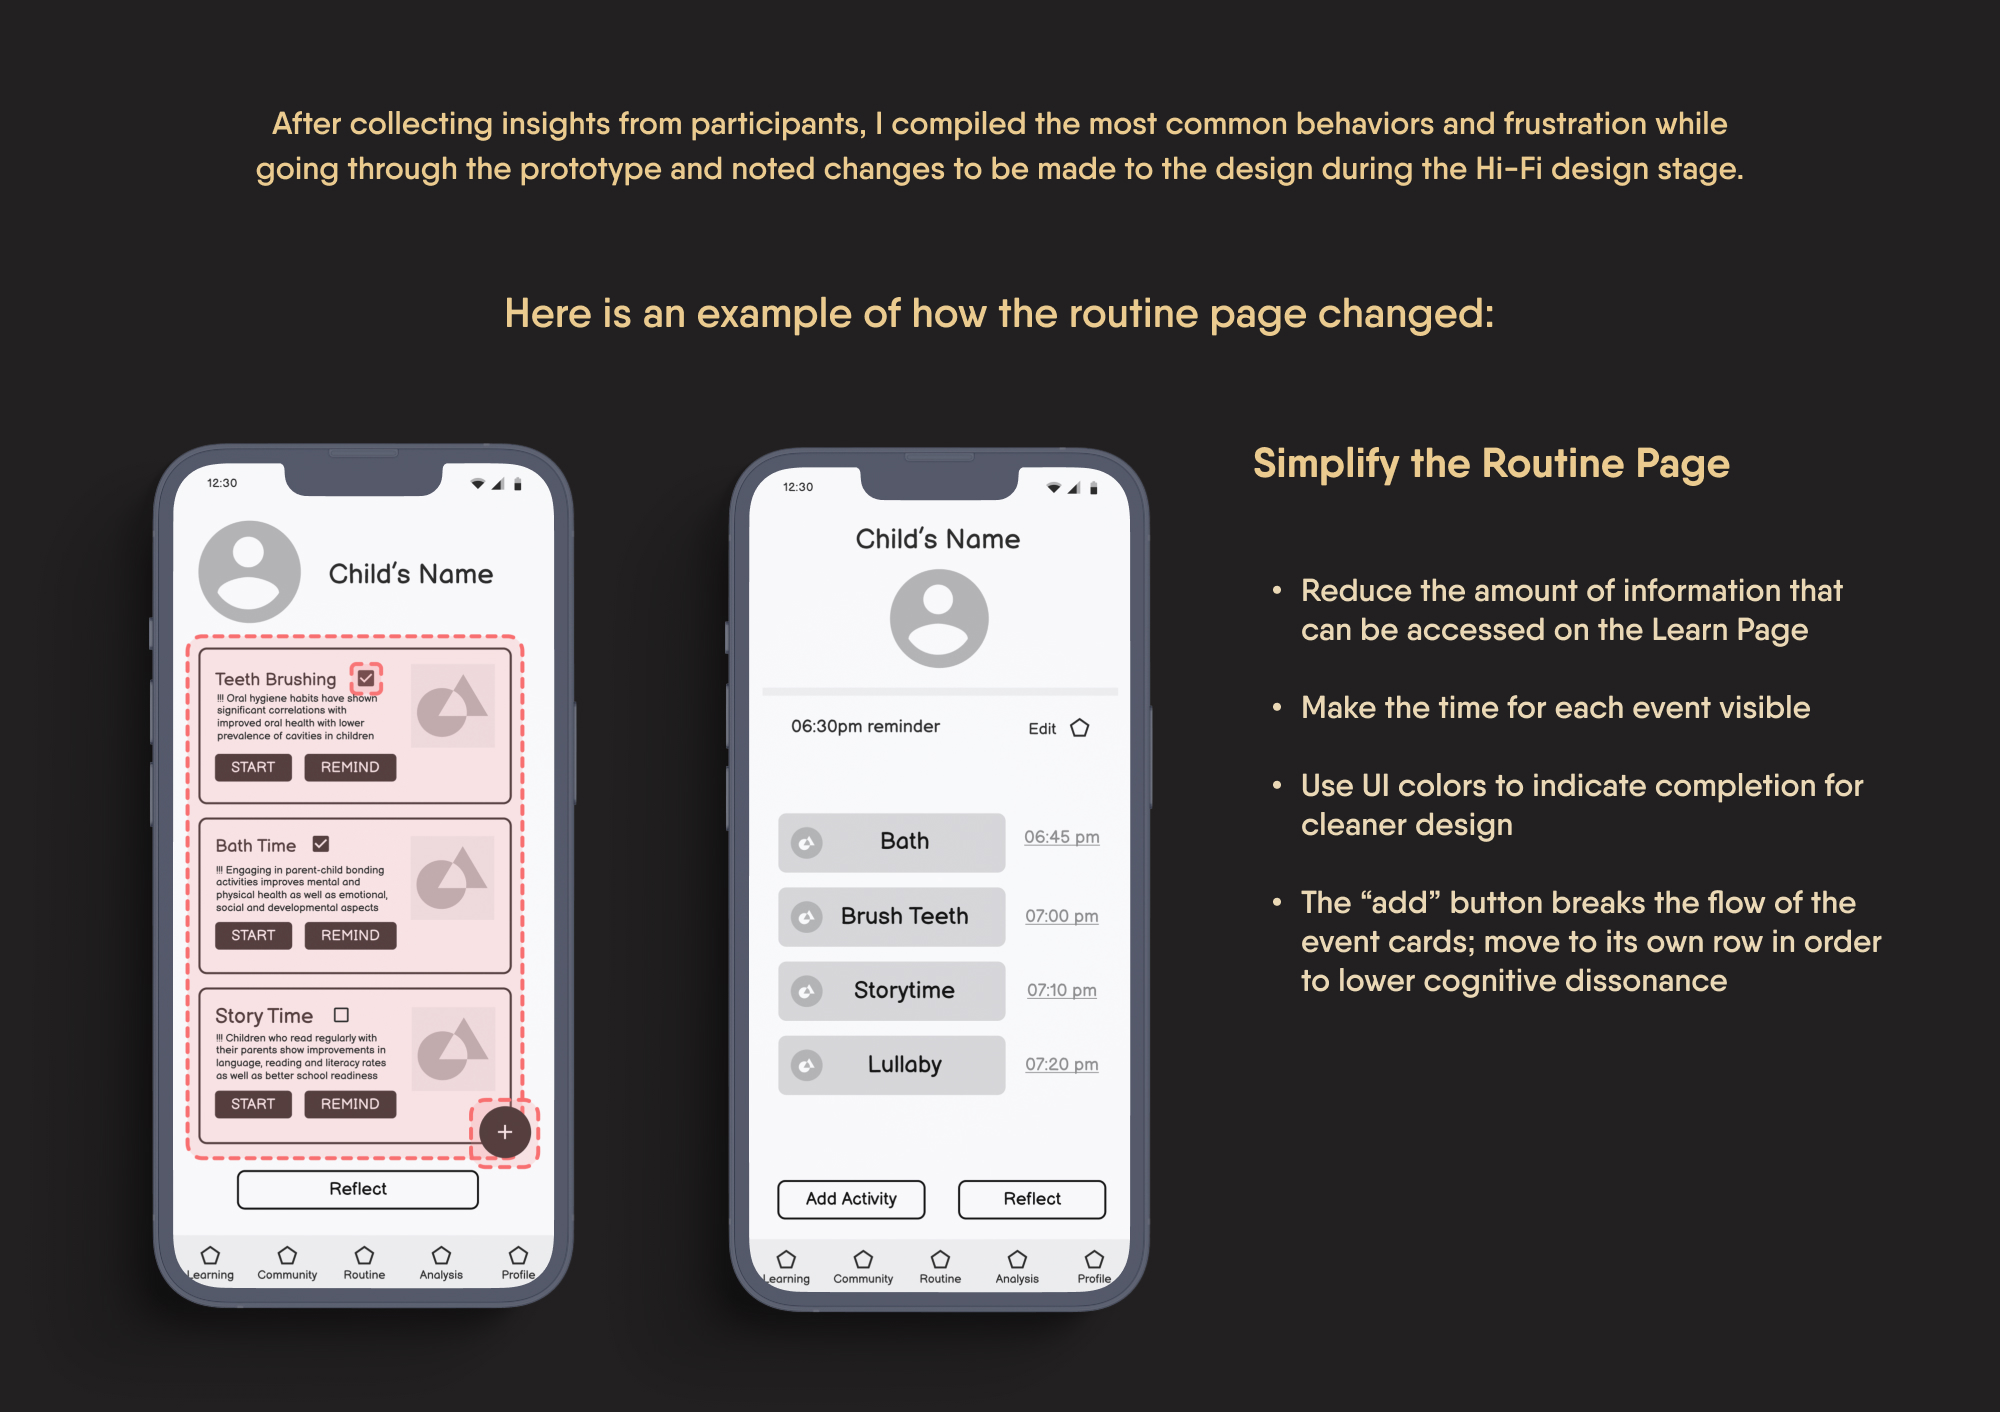 After collecting insights from participants, I compiled the most common behaviors and frustration while
going through the prototype and noted changes to be made to the design during the Hi-Fi design stage.
Here is an example of how the routine page changed:
12:30
Child's Name
Teeth Brushing
!!! Oral hygiene habits have shown
significant correlations with
improved oral health with lower
prevalence of cavities in children
START REMIND
Bath Time
!!! Engaging in parent-child bonding
activities improves mental and
physical health as well as emotional,
social and developmental aspects
START REMIND
Story Time
!!! Children who read regularly with
their parents show improvements in
language, reading and literacy rates
as well as better school readiness
START REMIND
+
Reflect
Learning Community Routine Analysis Profile
12:30
Child's Name
06:30pm reminder Edit
Bath 06:45 pm
Brush Teeth 07:00 pm
Storytime 07:10 pm
Lullaby 07:20 pm
Add Activity Reflect
Learning Community Routine Analysis Profile
Simplify the Routine Page
• Reduce the amount of information that
can be accessed on the Learn Page
• Make the time for each event visible
• Use UI colors to indicate completion for
cleaner design
• The “add” button breaks the flow of the
event cards; move to its own row in order
to lower cognitive dissonance